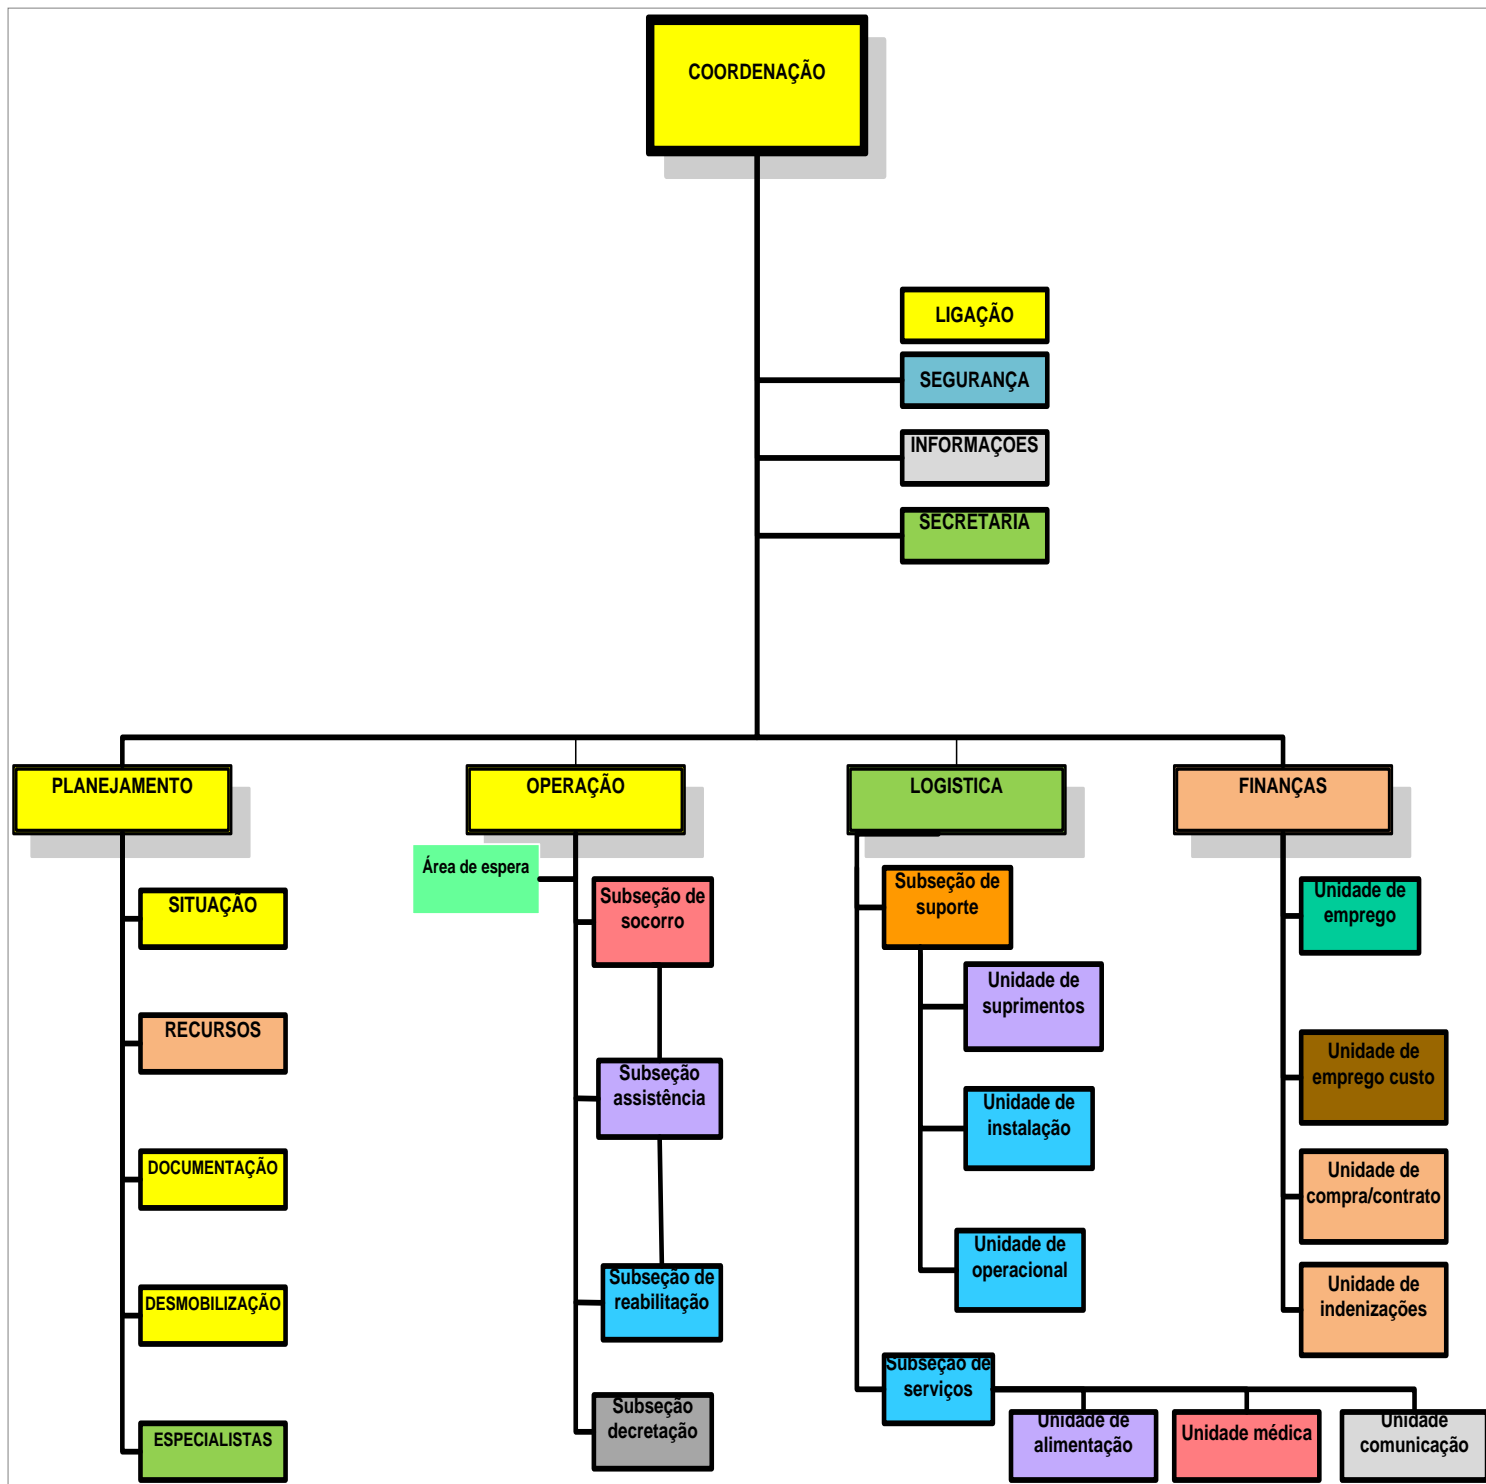 COORDENAÇÃO
LIGAÇÃO
SEGURANÇA
INFORMAÇOES
SECRETARIA
PLANEJAMENTO
OPERAÇÃO
LOGISTICA
FINANÇAS
SITUAÇÃO
RECURSOS
DOCUMENTAÇÃO
DESMOBILIZAÇÃO
ESPECIALISTAS
Área de espera
Subseção de
socorro
Subseção
assistência
Subseção de
reabilitação
Subseção
decretação
Subseção de
suporte
Unidade de
suprimentos
Unidade de
instalação
Unidade de
operacional
Subseção de
serviços
Unidade de
alimentação
Unidade médica
Unidade
comunicação
Unidade de
emprego
Unidade de
emprego custo
Unidade de
compra/contrato
Unidade de
indenizações